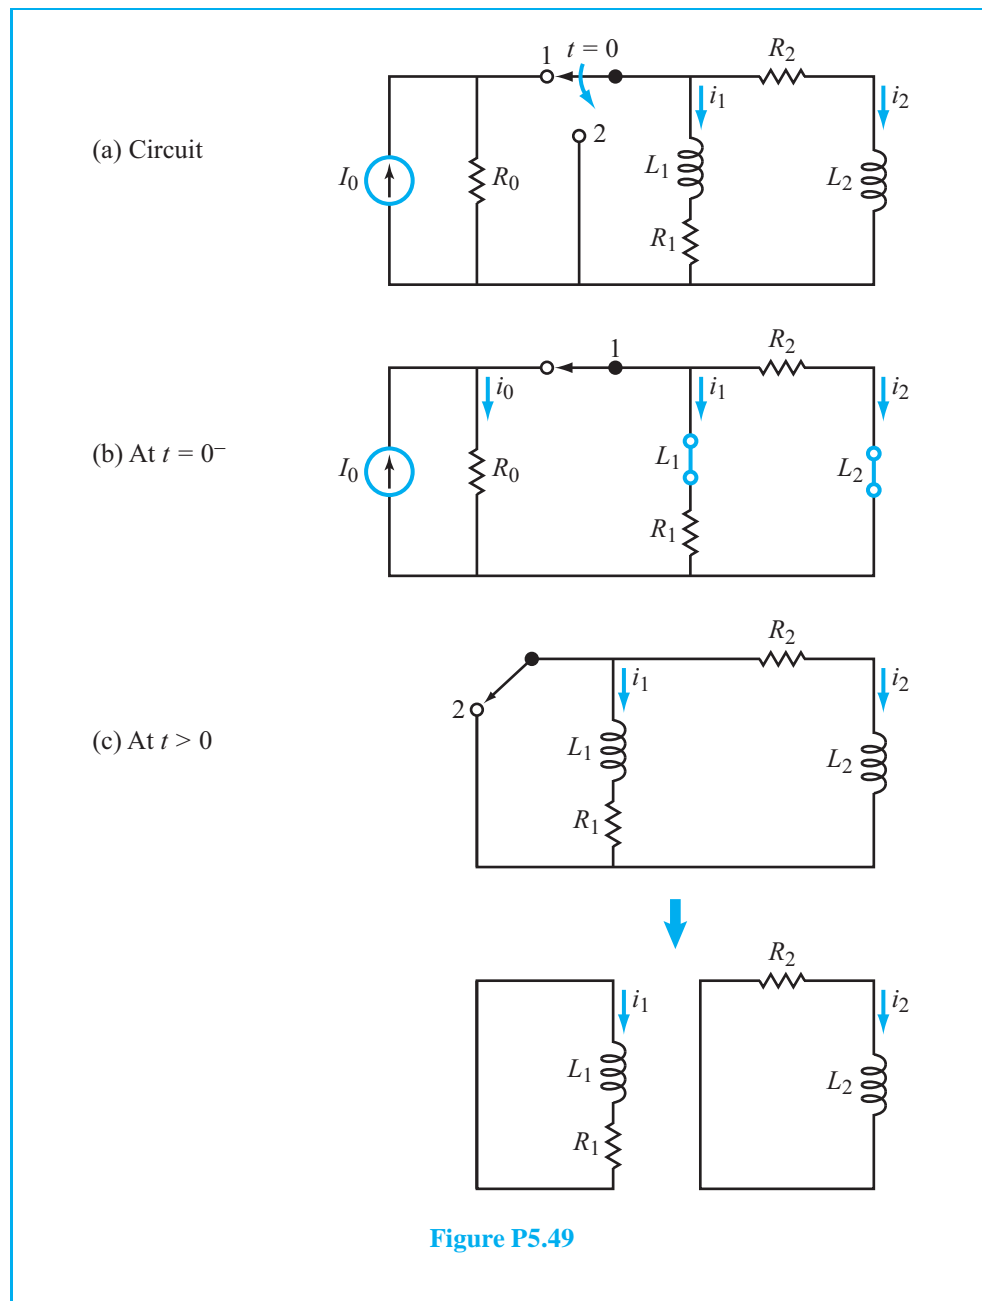 1 t = 0
R2
i1
i2
2
(a) Circuit
I0
R0
L1
L2
R1
1
R2
i0
i1
i2
(b) At t = 0–
I0
R0
L1
L2
R1
R2
i1
i2
2
(c) At t > 0
L1
L2
R1
R2
i1
i2
L1
L2
R1
Figure P5.49